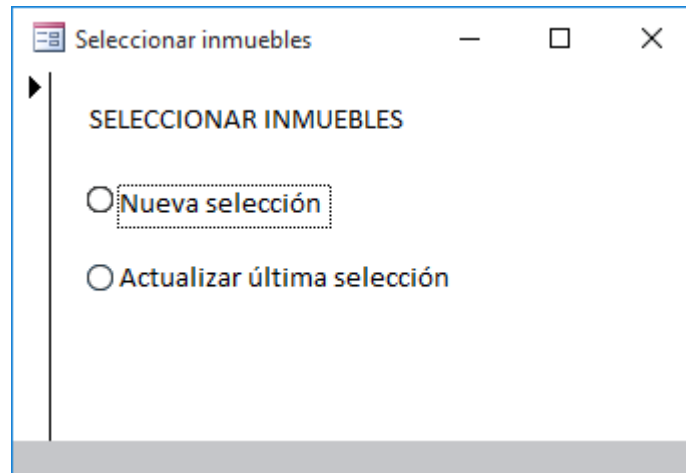 Seleccionar inmuebles
SELECCIONAR INMUEBLES
Nueva selección
Actualizar última selección